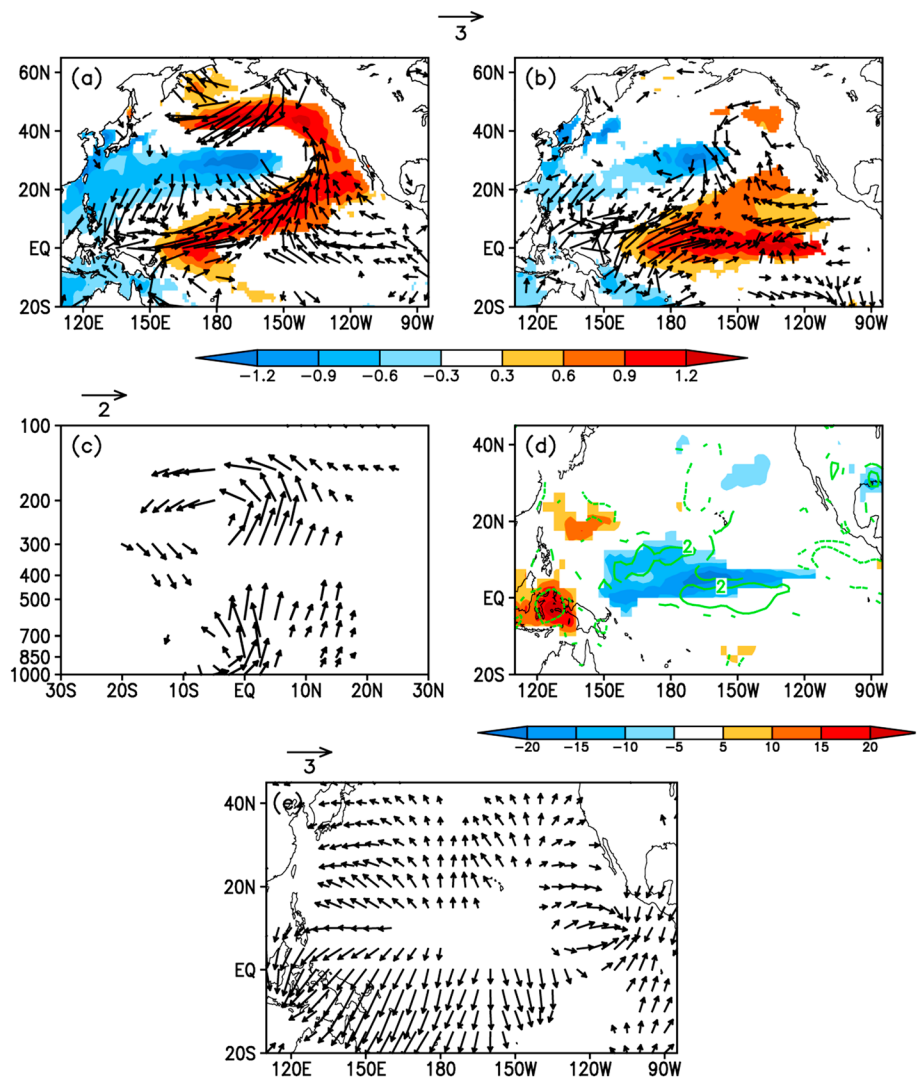 3
60N (a) (b) 60N
40N 40N
20N 20N
EQ EQ
20S 20S
120E 150E 180 150W 120W 90W 120E 150E 180 150W 120W 90W
-1.2 -0.9 -0.6 -0.3 0.3 0.6 0.9 1.2
2
100 (c) (d)
40N
200
20N
300
2
400
500
EQ 2
700
850
1000 20S
30S 20S 10S EQ 10N 20N 30N 120E 150E 180 150W 120W 90W
-20 -15 -10 -5 5 10 15 20
3
40N (e)
20N
EQ
20S
120E 150E 180 150W 120W 90W